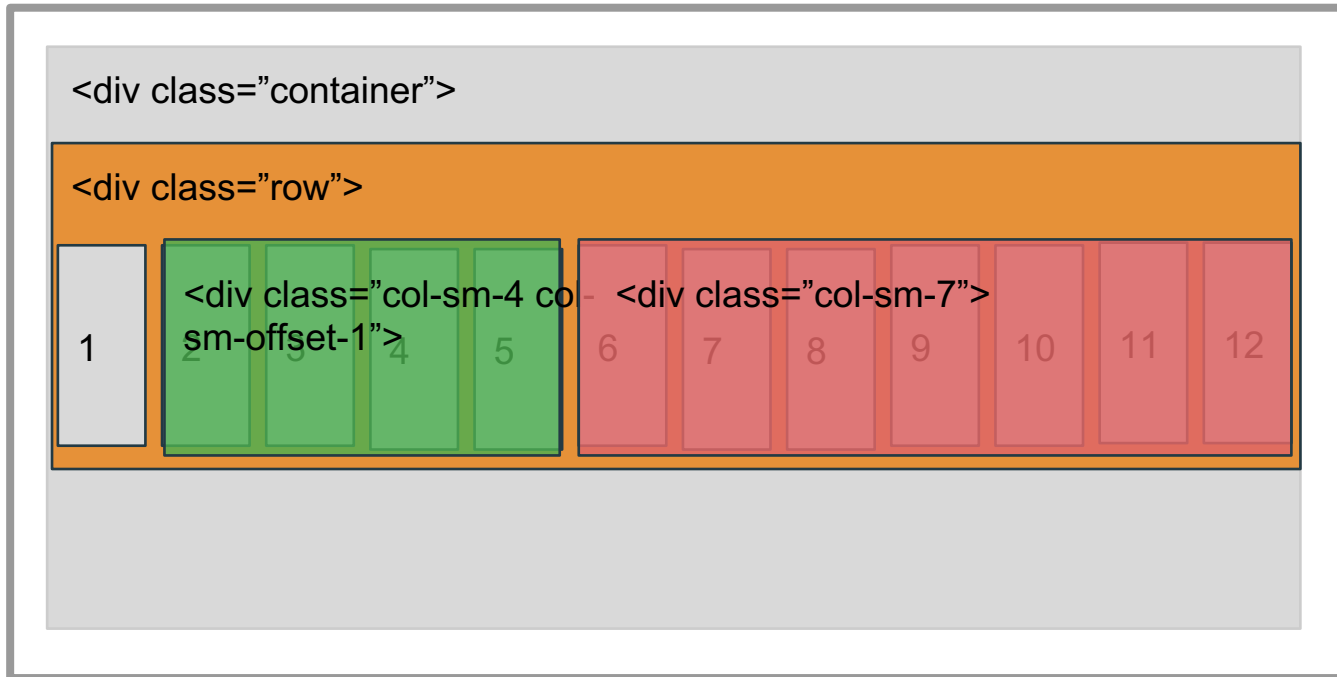 <div class=”container”>
<div class=”row”>
<div class=”col-sm-4 col-
sm-offset-1”>
<div class=”col-sm-7”>
1 2 3 4 5 6 7 8 9 10 11 12